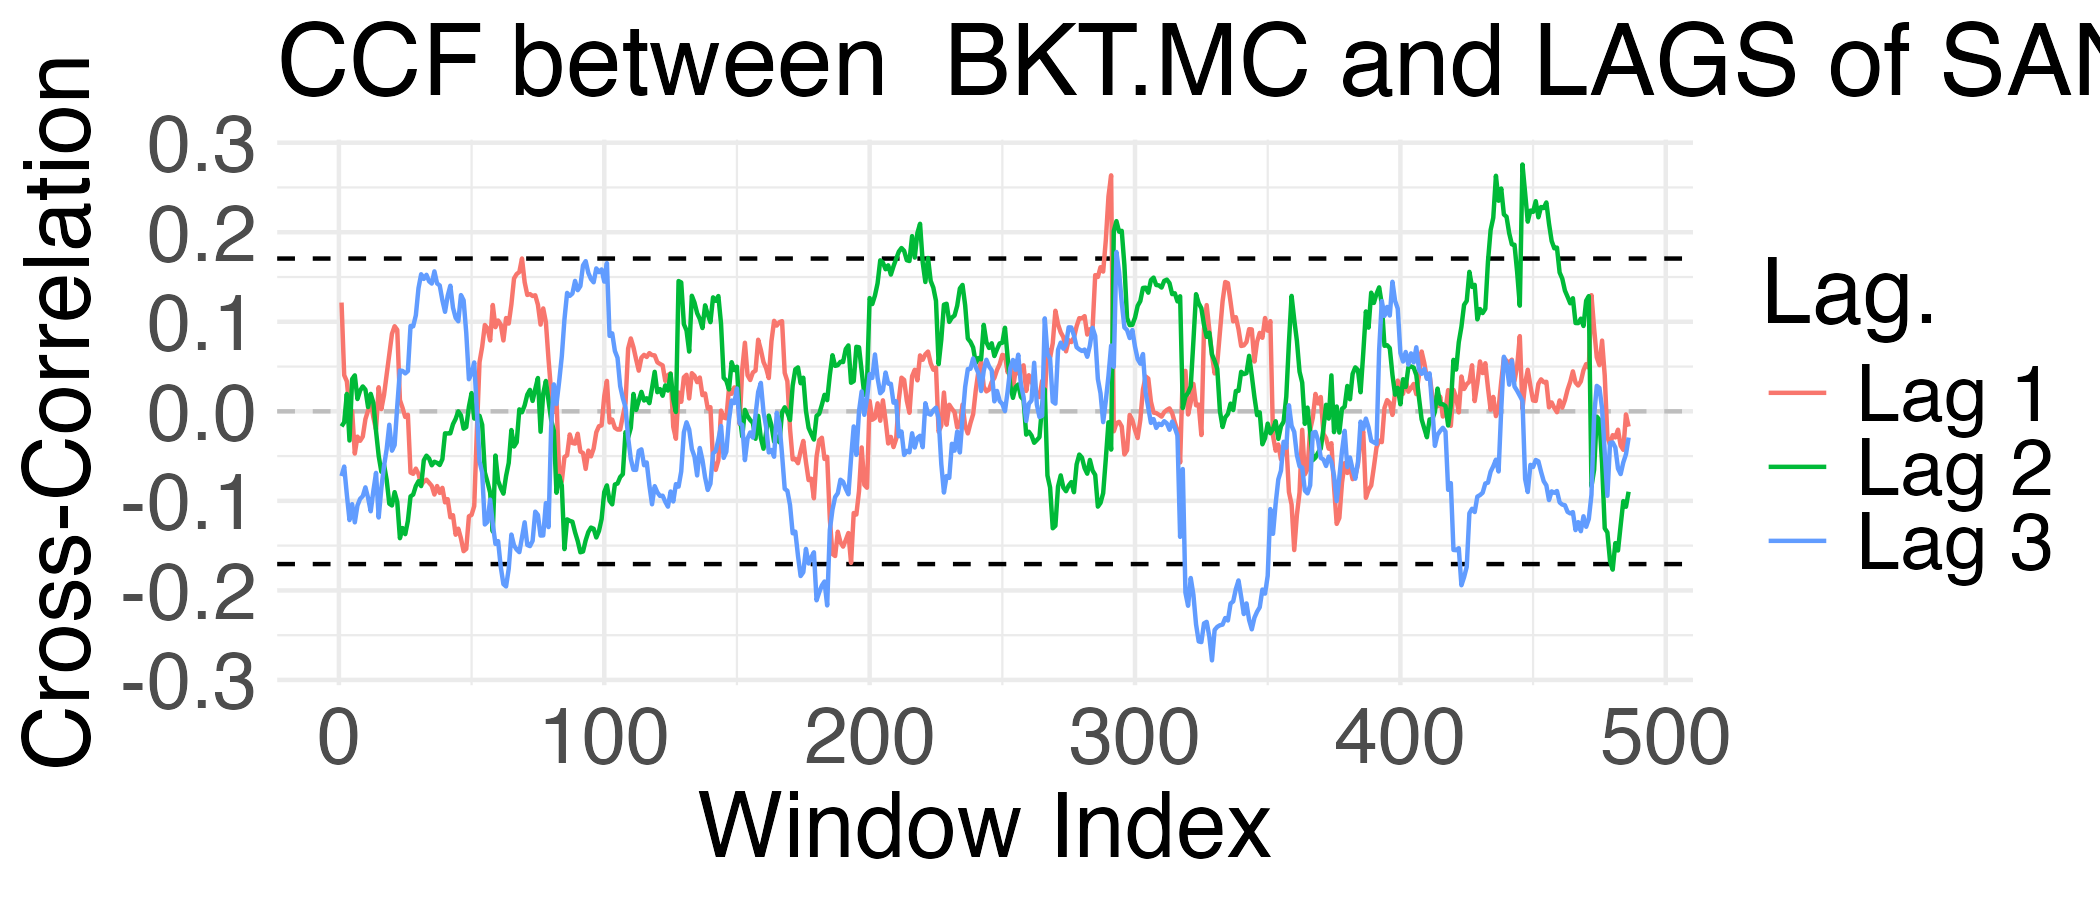 CCF between  BKT.MC and LAGS of SAN
Cross-Correlation
0.3
0.2
0.1
0.0
-0.1
-0.2
-0.3
0 100 200 300 400 500
Window Index
Lag.
Lag 1
Lag 2
Lag 3